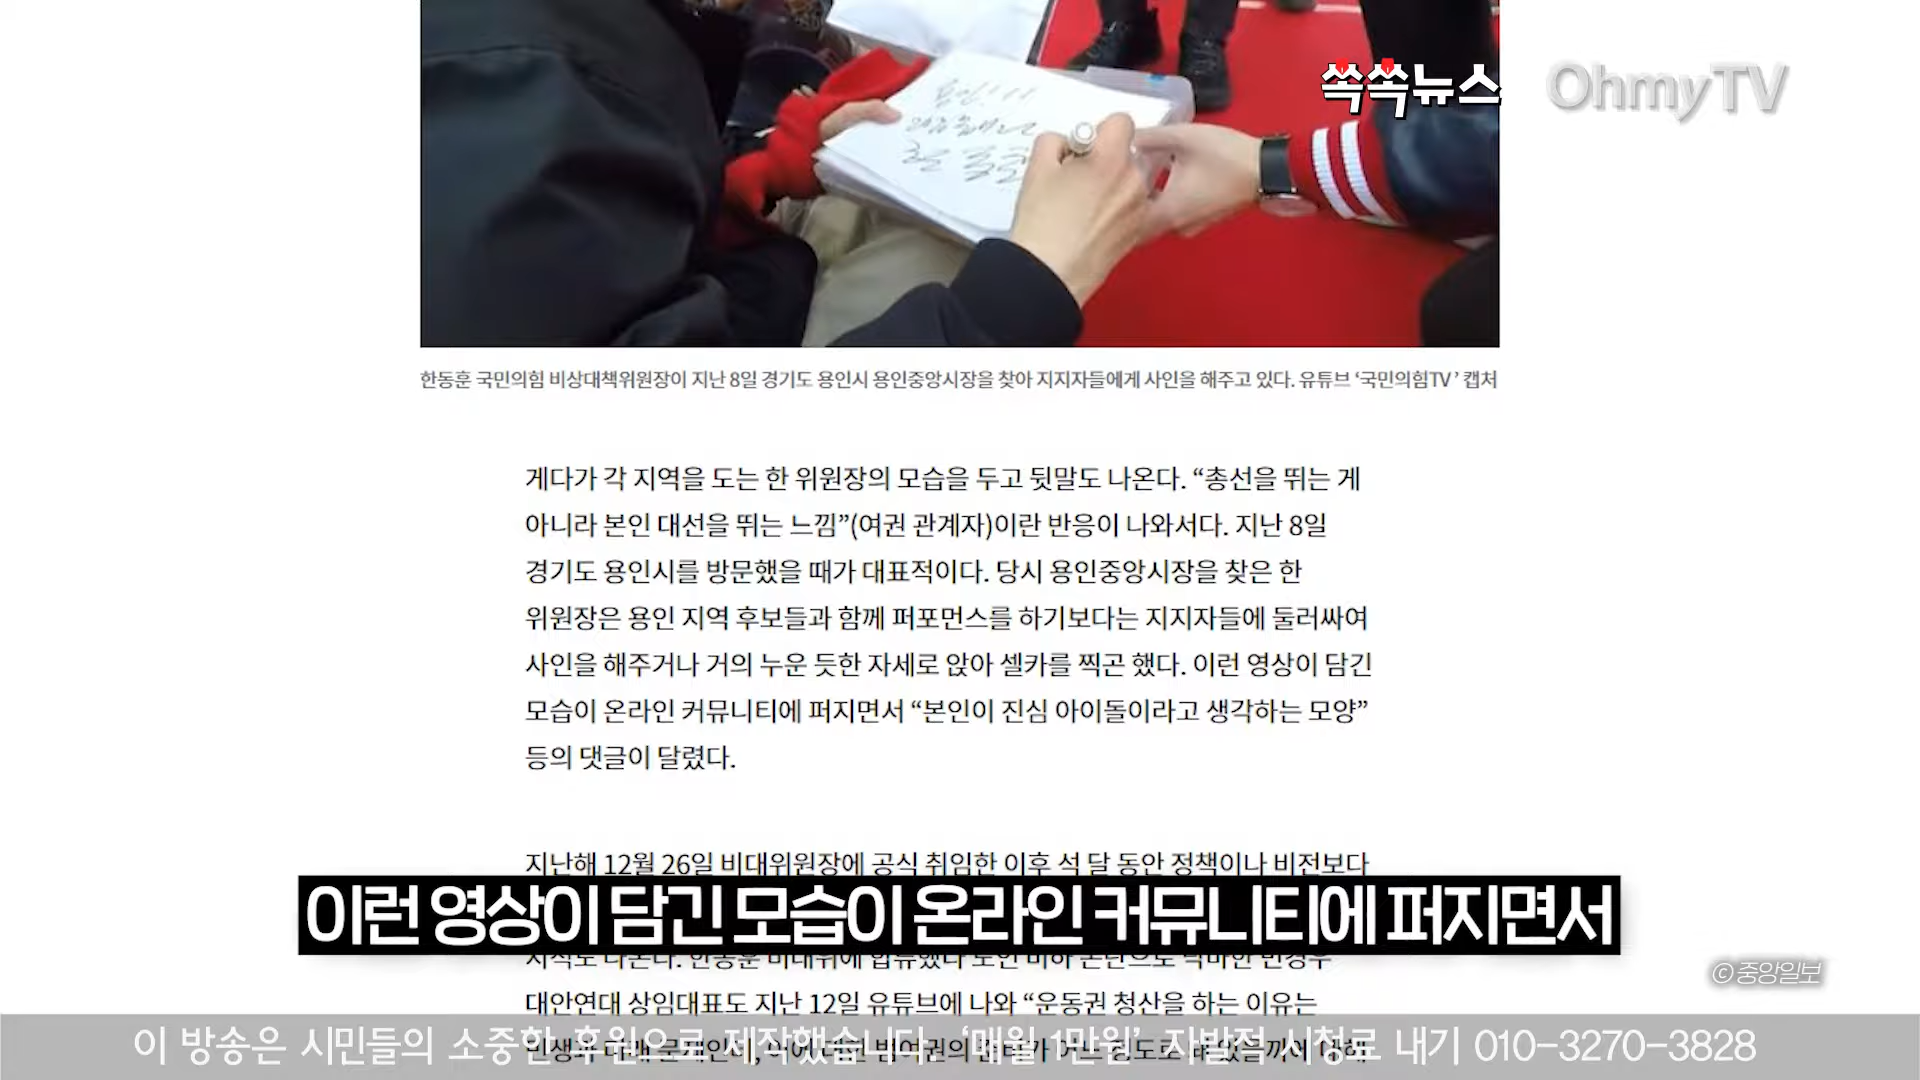 쏙쏙뉴스 OhmyTV
한동훈 국민의힘 비상대책위원장이 지난 8일 경기도 용인시 용인중앙시장을 찾아 지지자들에게 사인을 해주고 있다. 유튜브 ‘국민의힘TV’ 캡처
게다가 각 지역을 도는 한 위원장의 모습을 두고 뒷말도 나온다. “총선을 뛰는 게
아니라 본인 대선을 뛰는 느낌”(여권 관계자)이란 반응이 나와서다. 지난 8일
경기도 용인시를 방문했을 때가 대표적이다. 당시 용인중앙시장을 찾은 한
위원장은 용인 지역 후보들과 함께 퍼포먼스를 하기보다는 지지자들에 둘러싸여
사인을 해주거나 거의 누운 듯한 자세로 앉아 셀카를 찍곤 했다. 이런 영상이 담긴
모습이 온라인 커뮤니티에 퍼지면서 “본인이 진심 아이돌이라고 생각하는 모양”
등의 댓글이 달렸다.
지난해 12월 26일 비대위원장에 공식 취임한 이후 석 달 동안 정책이나 비전보다
이런 영상이 담긴 모습이 온라인 커뮤니티에 퍼지면서
ⓒ중앙일보
대안연대 상임대표도 지난 12일 유튜브에 나와 “운동권 청산을 하는 이유는
이 방송은 시민들의 소중한 후원으로 제작했습니다. ‘매월 1만원’ 자발적 시청료 내기 010-3270-3828